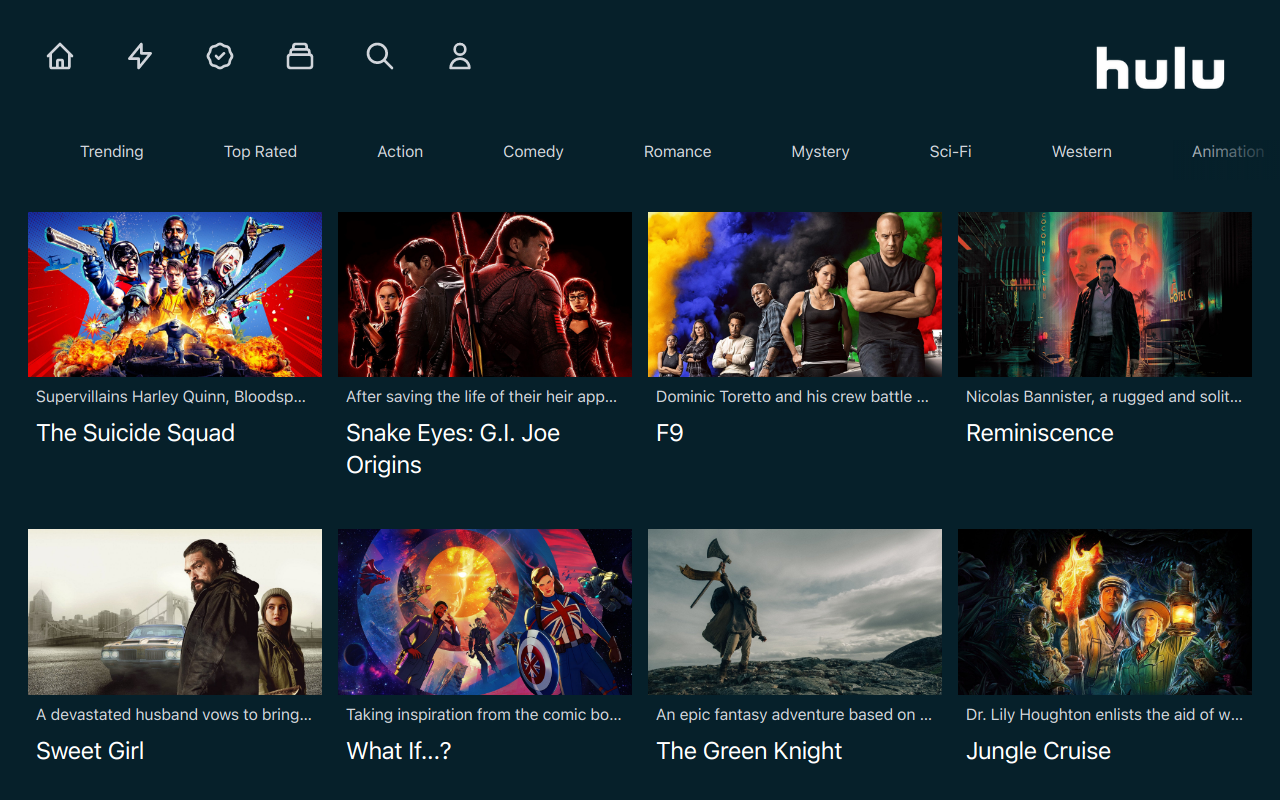 hulu
Trending Top Rated Action Comedy Romance Mystery Sci-Fi Western Animation
HOTEL
Supervillains Harley Quinn, Bloodsp...
The Suicide Squad
After saving the life of their heir app...
Snake Eyes: G.I. Joe
Origins
Dominic Toretto and his crew battle ...
F9
Nicolas Bannister, a rugged and solit...
Reminiscence
A devastated husband vows to bring...
Sweet Girl
Taking inspiration from the comic bo...
What If...?
An epic fantasy adventure based on ...
The Green Knight
Dr. Lily Houghton enlists the aid of w...
Jungle Cruise